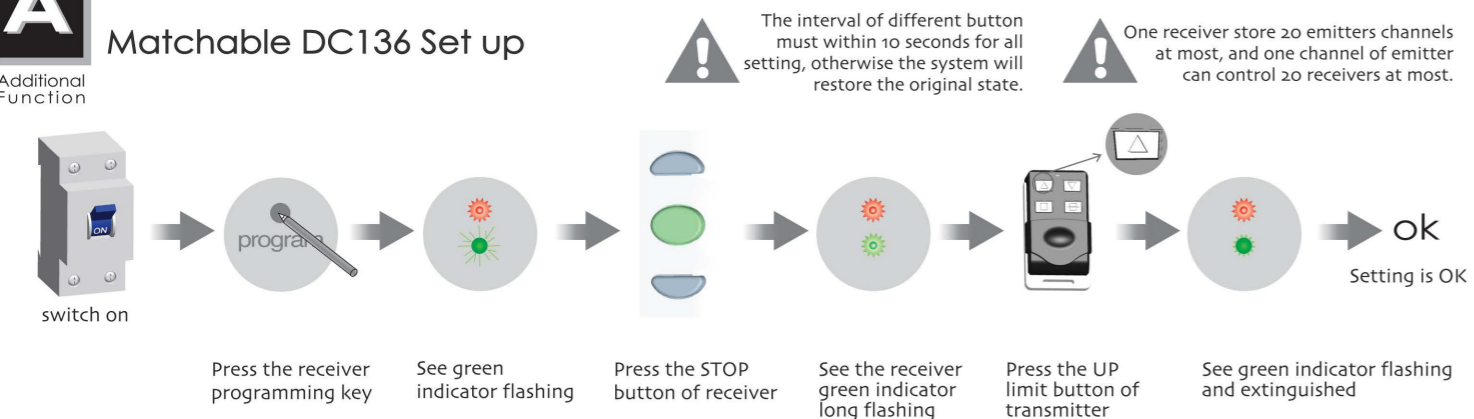 A
Additional
Function
Matchable DC136 Set up
The interval of different button
must within 10 seconds for all
setting, otherwise the system will
restore the original state.
One receiver store 20 emitters channels
at most, and one channel of emitter
can control 20 receivers at most.
ON
program
ok
Setting is OK
switch on
Press the receiver
programming key
See green
indicator flashing
Press the STOP
button of receiver
See the receiver
green indicator
long flashing
Press the UP
limit button of
transmitter
See green indicator flashing
and extinguished